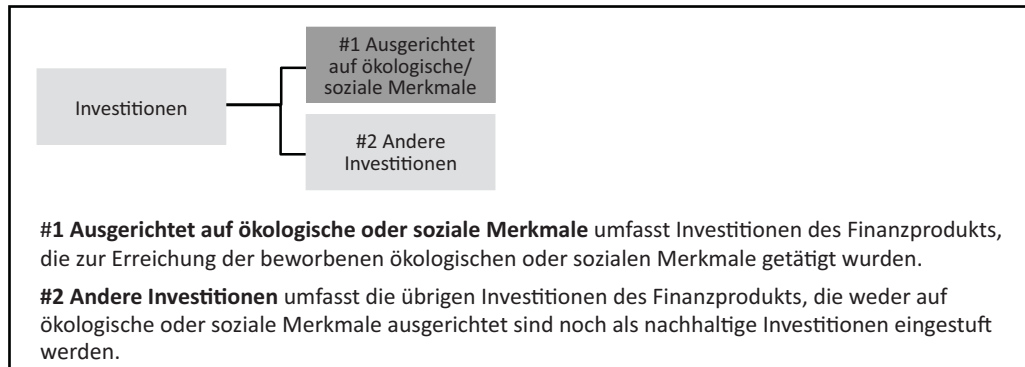 #1 Ausgerichtet
auf ökologische/
soziale Merkmale
Investitionen
#2 Andere
Investitionen
#1 Ausgerichtet auf ökologische oder soziale Merkmale umfasst Investitionen des Finanzprodukts,
die zur Erreichung der beworbenen ökologischen oder sozialen Merkmale getätigt wurden.
#2 Andere Investitionen umfasst die übrigen Investitionen des Finanzprodukts, die weder auf
ökologische oder soziale Merkmale ausgerichtet sind noch als nachhaltige Investitionen eingestuft
werden.